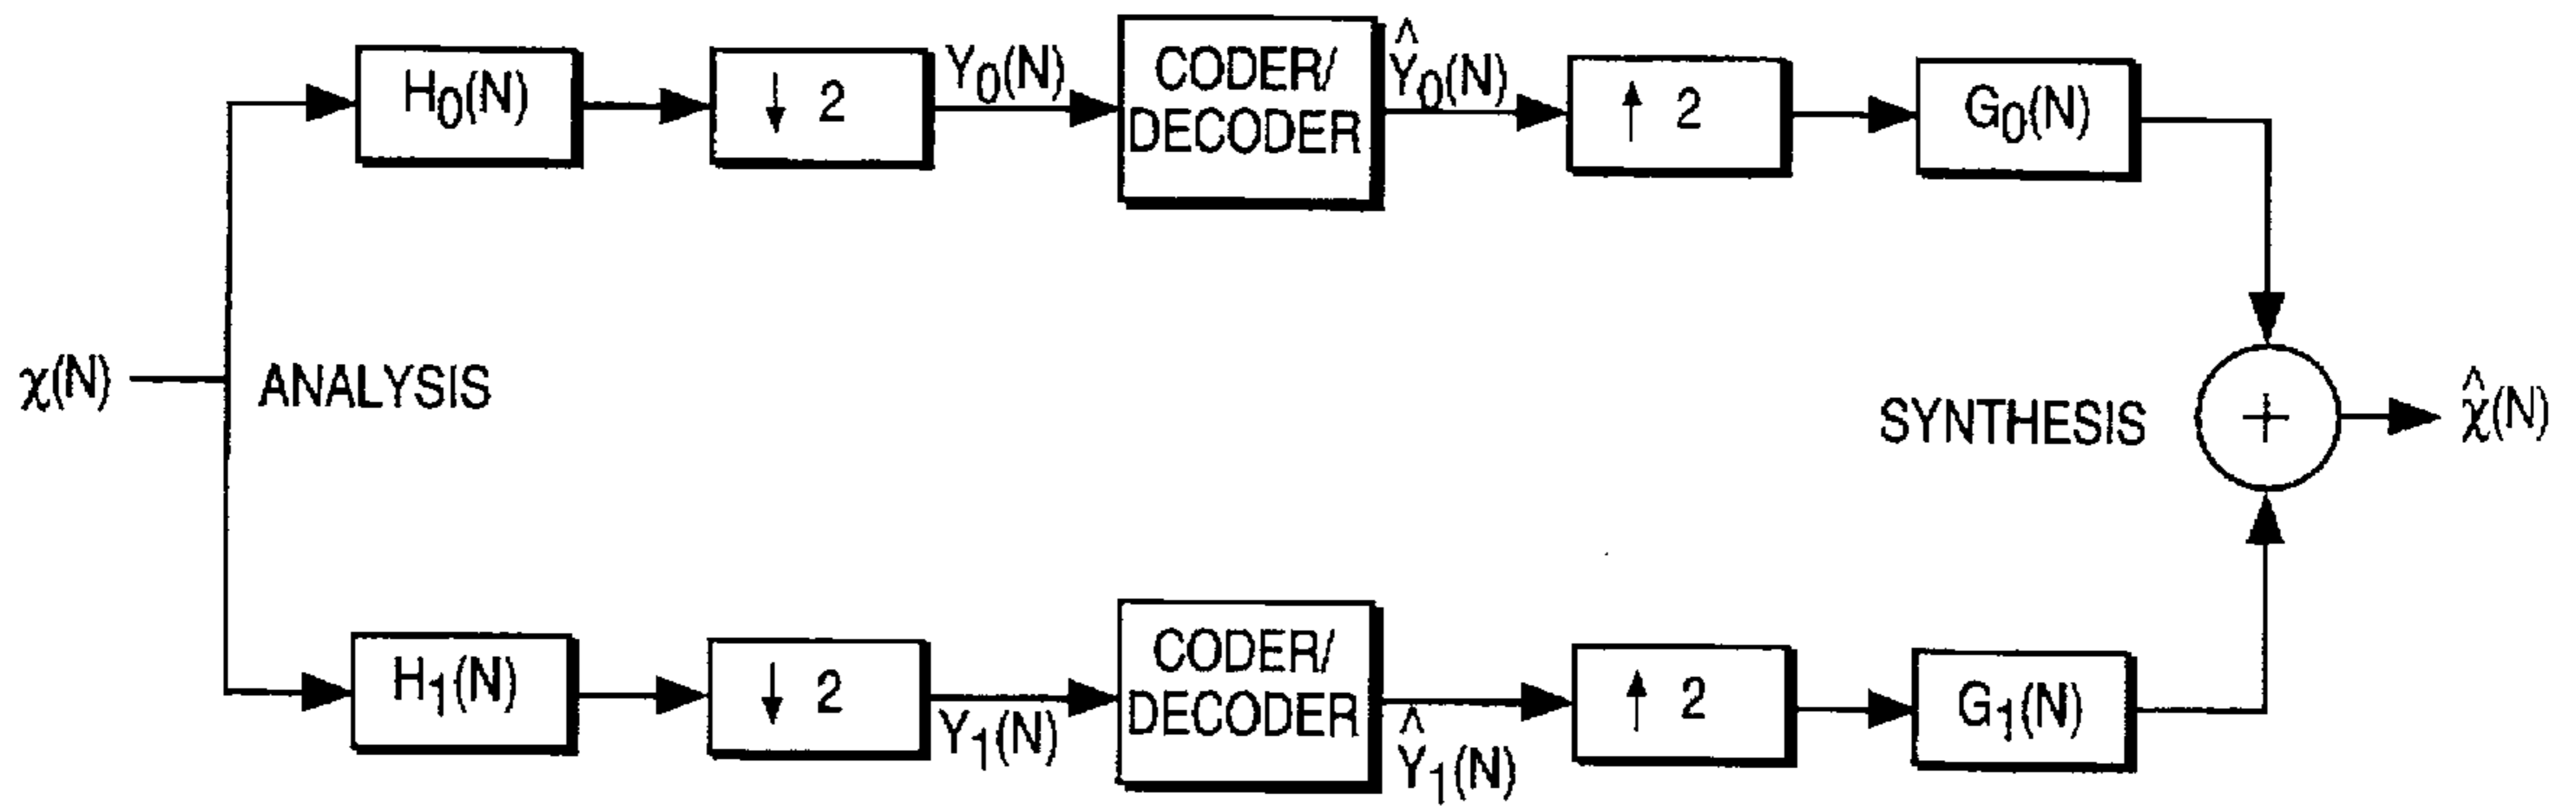 H0(N)
↓ 2
Y0(N)
CODER/
DECODER
Ŷ0(N)
↑ 2
G0(N)
χ(N)
ANALYSIS
SYNTHESIS
+
χ̂(N)
H1(N)
↓ 2
Y1(N)
CODER/
DECODER
Ŷ1(N)
↑ 2
G1(N)